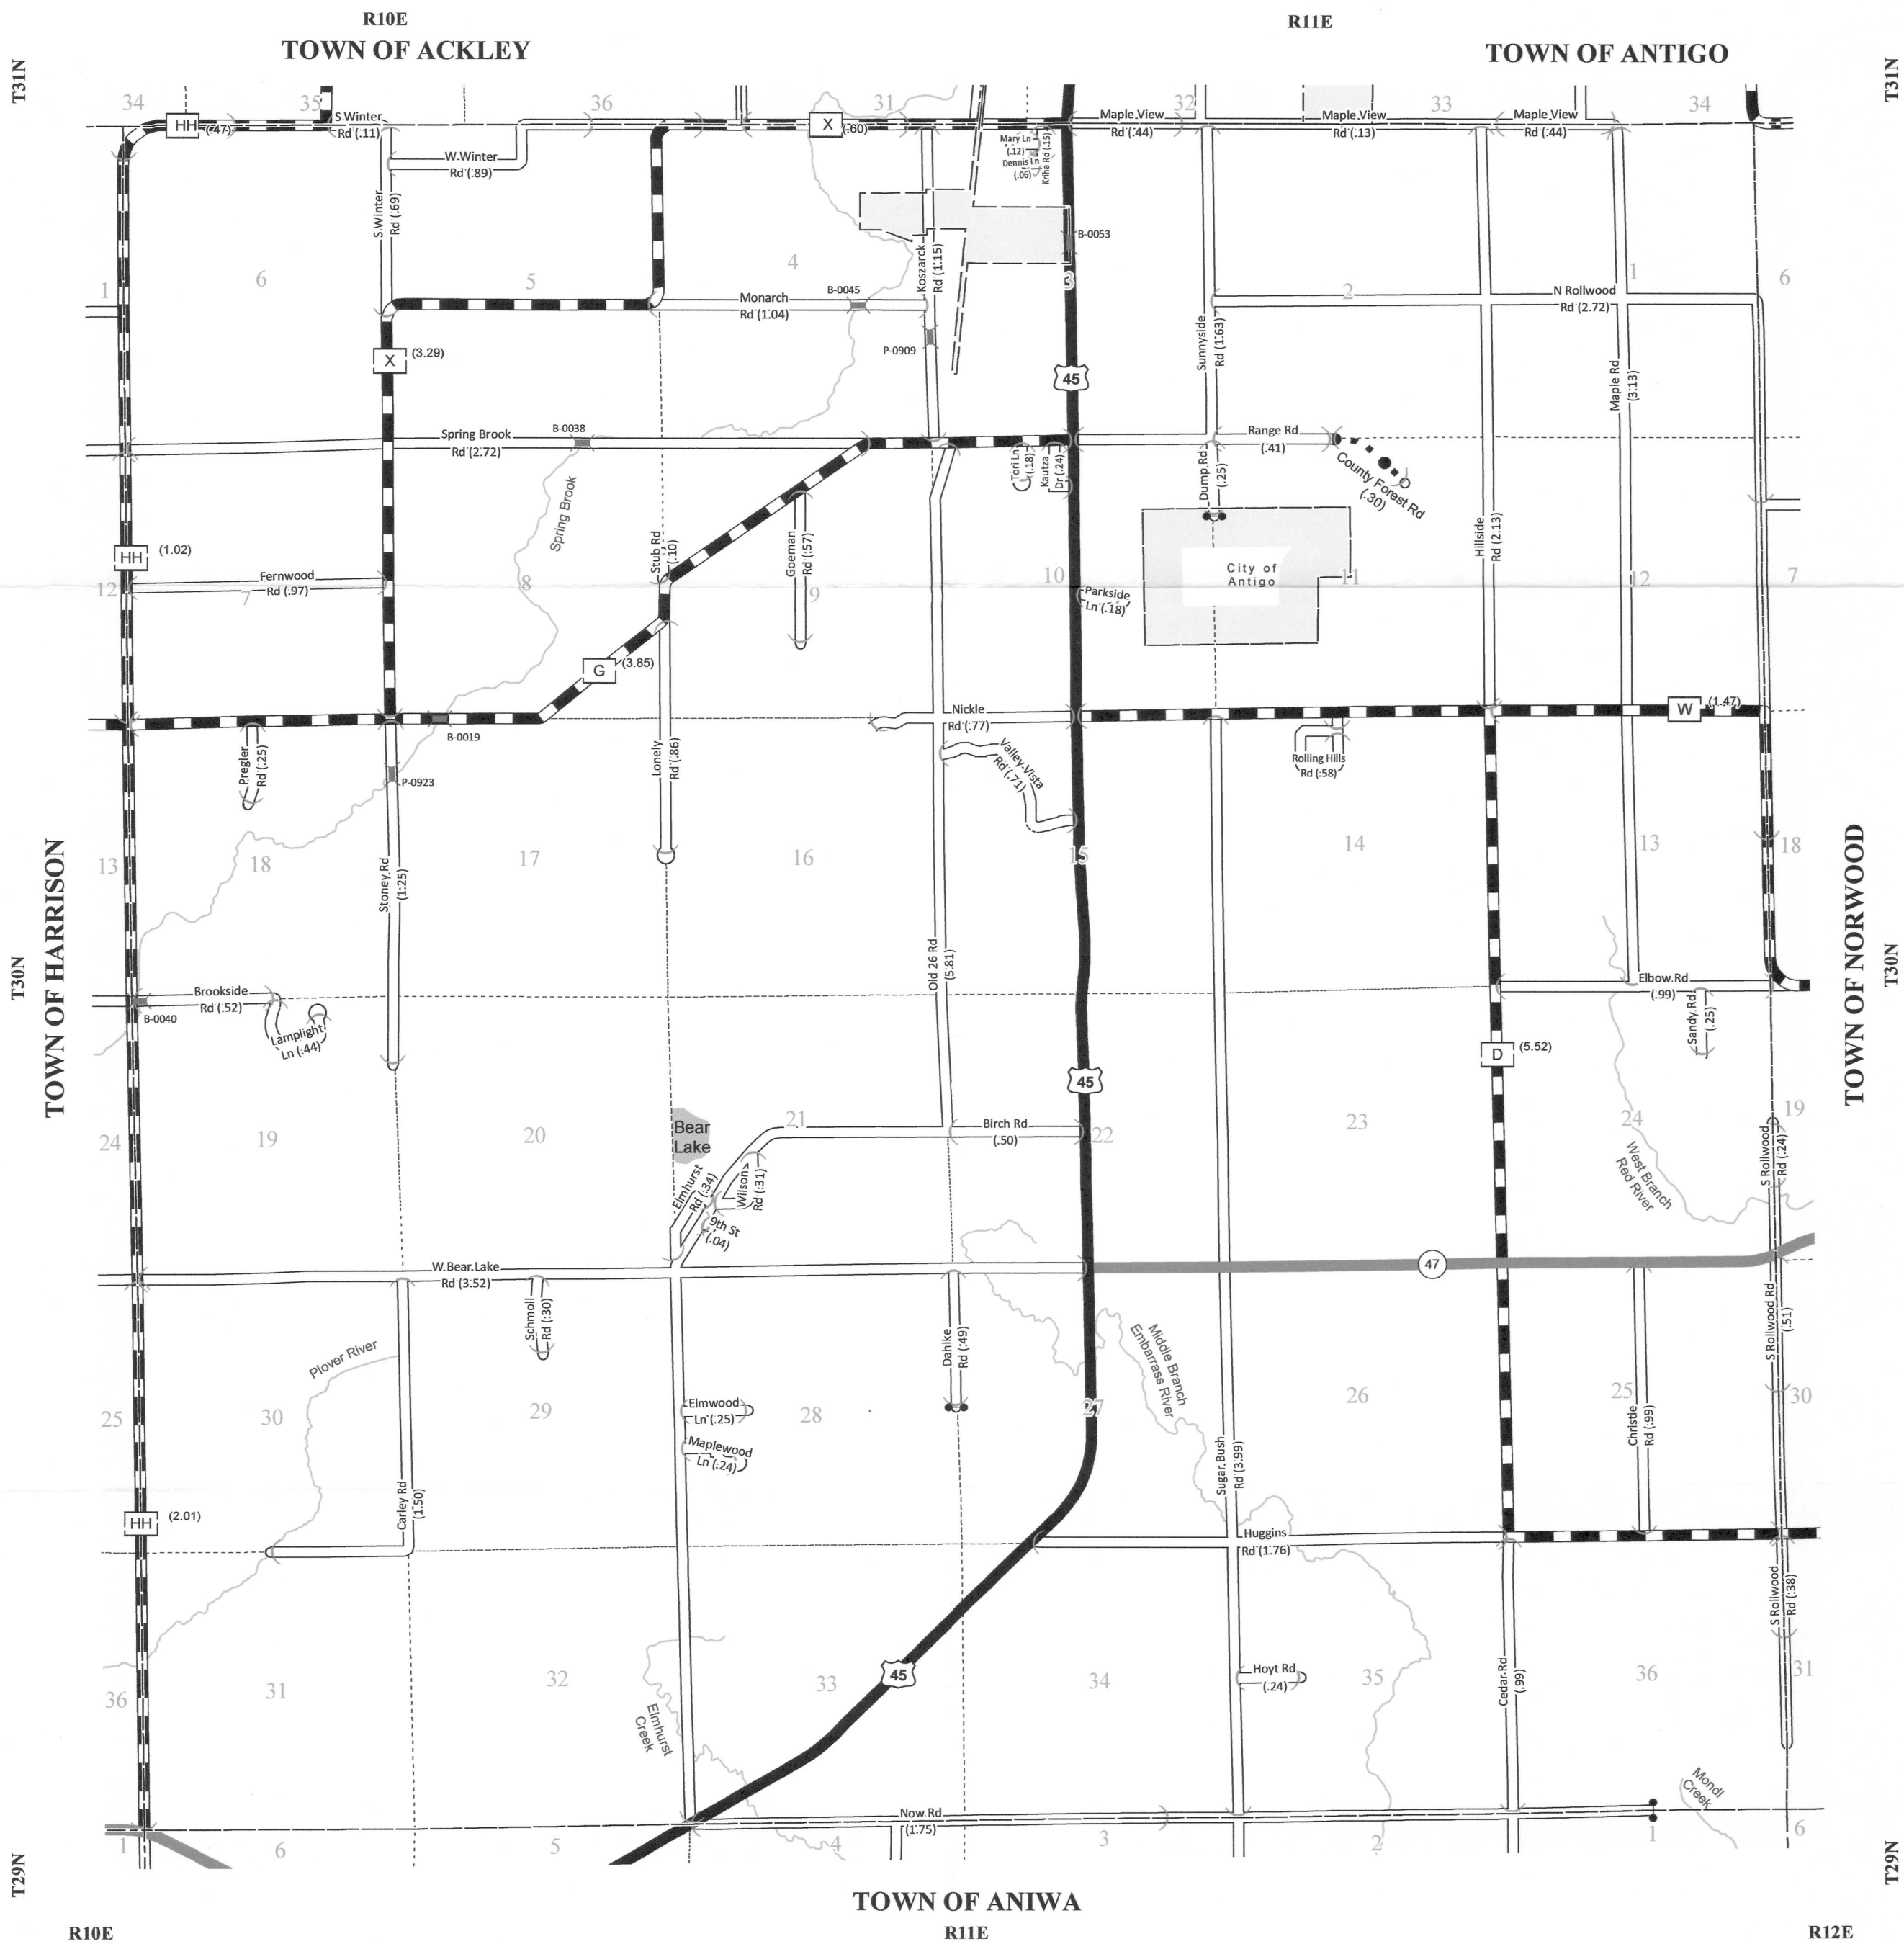 R10E
R11E
TOWN OF ACKLEY
TOWN OF ANTIGO
T31N
T31N
34
35
36
31
32
33
34
HH
(.47)
S.Winter
Rd (.11)
X
(.60)
Maple View
Rd (.44)
Maple View
Rd (.13)
Maple View
Rd (.44)
W.Winter
Rd (.89)
Mary Ln
(.12)
Dennis Ln
(.06)
Kriha Rd (.15)
S.Winter
Rd (.69)
Koszarck
Rd (1.15)
B-0053
1
6
5
4
3
2
1
6
Monarch
Rd (1.04)
B-0045
N Rollwood
Rd (2.72)
P-0909
Sunnyside
Rd (1.63)
X
(3.29)
45
Maple Rd
(3.13)
Spring Brook
Rd (2.72)
B-0038
Range Rd
(.41)
County Forest Rd
(.30)
Tori Ln
(.18)
Kautza
Dr (.24)
Dump Rd
(.25)
Spring Brook
Hillside
Rd (2.13)
HH
(1.02)
Stub Rd
(.10)
Goeman
Rd (.57)
Fernwood
Rd (.97)
City of
Antigo
12
7
8
9
10
11
12
7
Parkside
Ln (.18)
G
(3.85)
Nickle
Rd (.77)
W
(1.47)
B-0019
Pregler
Rd (.25)
P-0923
Lonely
Rd (.86)
Valley Vista
Rd (.71)
Rolling Hills
Rd (.58)
TOWN OF HARRISON
TOWN OF NORWOOD
13
18
17
16
15
14
13
18
Stoney Rd
(1.25)
Old 26 Rd
(5.81)
T30N
T30N
Brookside
Rd (.52)
B-0040
Lamplight
Ln (.44)
Elbow Rd
(.99)
Sandy Rd
(.25)
D
(5.52)
45
Bear
Lake
24
19
20
21
22
23
24
19
Birch Rd
(.50)
Elmhurst
Rd (.34)
Wilson
Rd (.31)
9th St
(.04)
West Branch
Red River
S Rollwood
Rd (.24)
W.Bear Lake
Rd (3.52)
47
Schmoll
Rd (.30)
Dahlke
Rd (.49)
S Rollwood Rd
(.51)
Plover River
Middle Branch
Embarrass River
25
30
29
28
27
26
25
30
Elmwood
Ln (.25)
Maplewood
Ln (.24)
Christie
Rd (.99)
Sugar Bush
Rd (3.99)
Carley Rd
(1.50)
HH
(2.01)
Huggins
Rd (1.76)
S Rollwood
Rd (.38)
36
31
32
33
34
35
36
31
45
Hoyt Rd
(.24)
Cedar Rd
(.99)
Elmhurst
Creek
Mondl
Creek
Now Rd
(1.75)
1
6
5
4
3
2
1
6
T29N
T29N
TOWN OF ANIWA
R10E
R11E
R12E